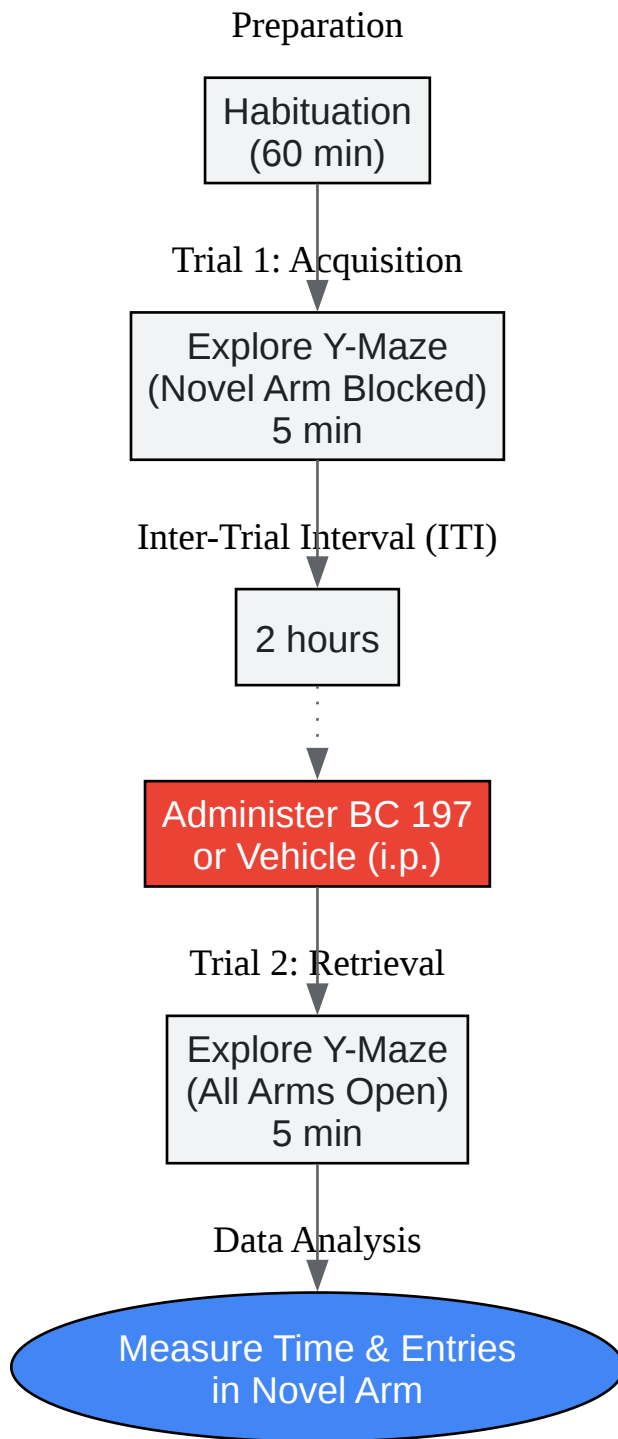 Preparation
Habituation
(60 min)
Trial 1: Acquisition
Explore Y-Maze
(Novel Arm Blocked)
5 min
Inter-Trial Interval (ITI)
2 hours
Administer BC 197
or Vehicle (i.p.)
Trial 2: Retrieval
Explore Y-Maze
(All Arms Open)
5 min
Data Analysis
Measure Time & Entries
in Novel Arm